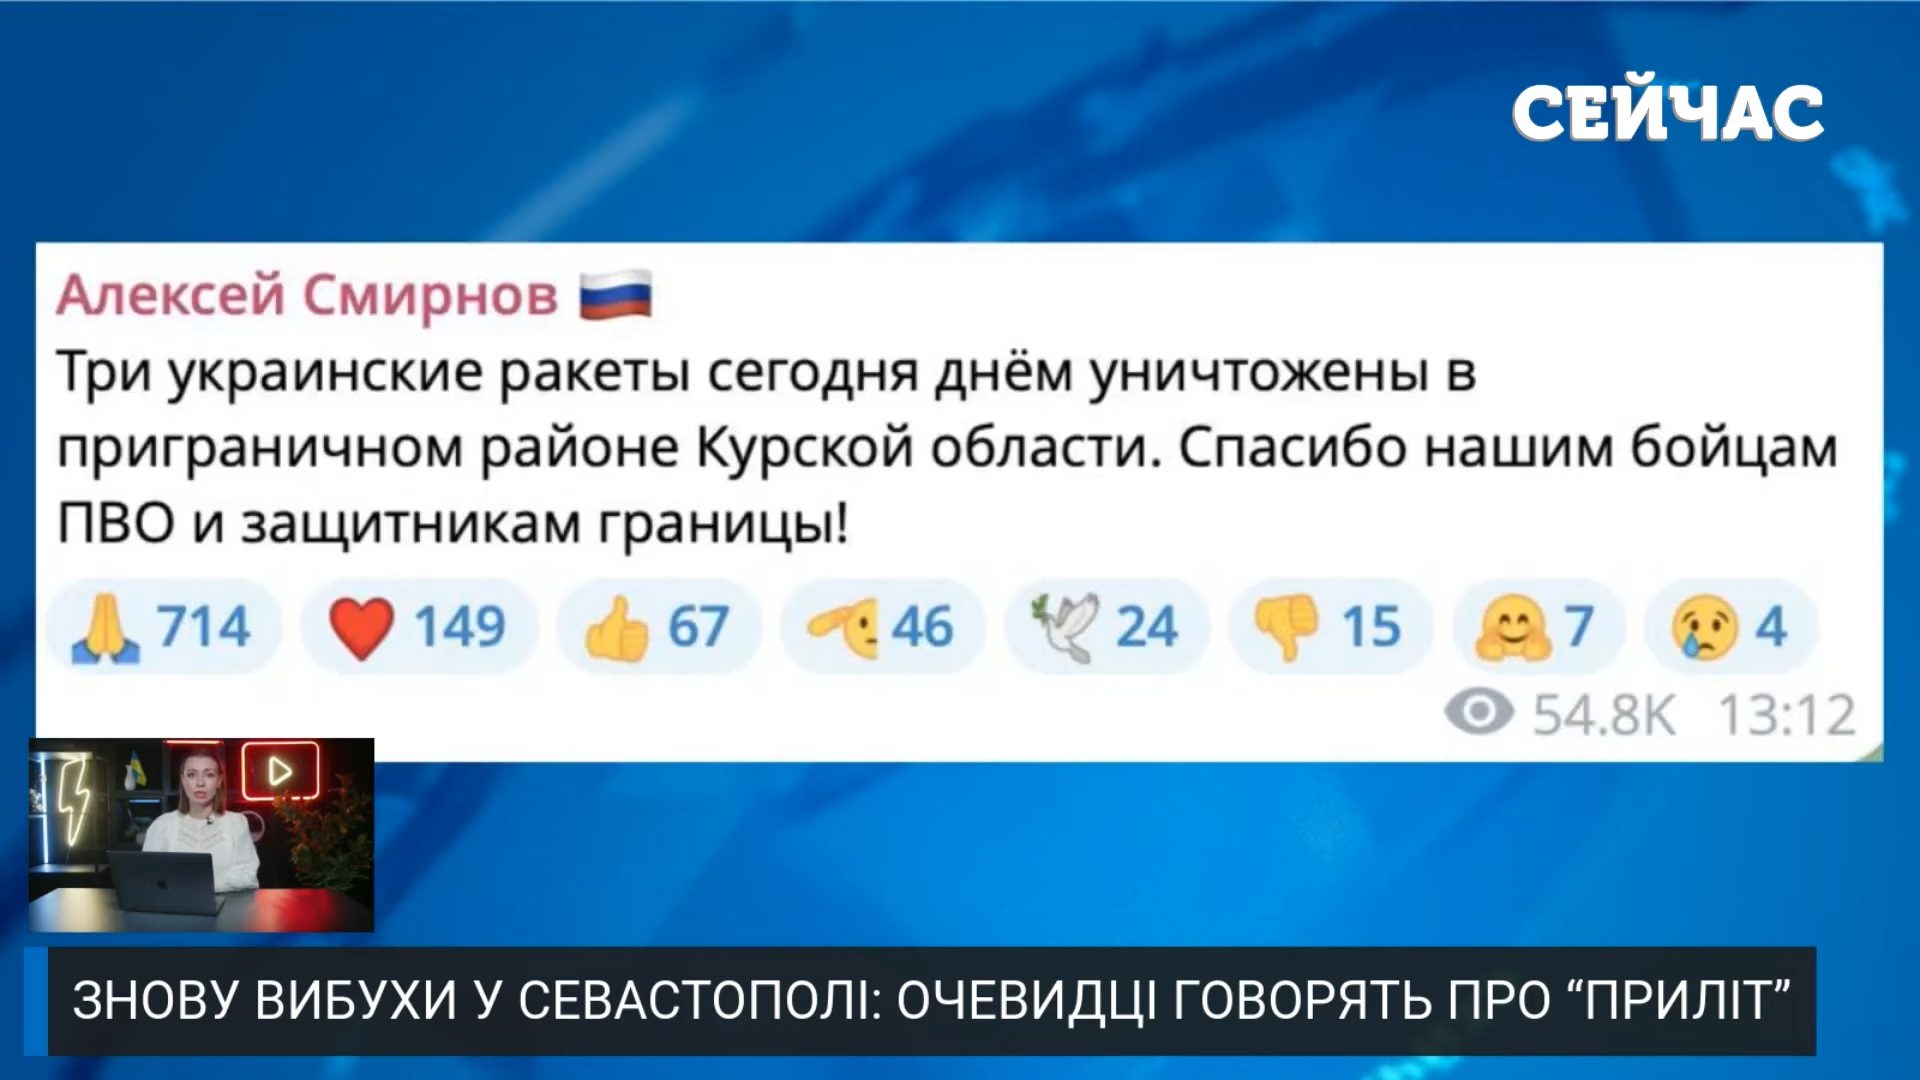 СЕЙЧАС
Алексей Смирнов 🇷🇺
Три украинские ракеты сегодня днём уничтожены в
приграничном районе Курской области. Спасибо нашим бойцам
ПВО и защитникам границы!
🙏 714 ❤️ 149 👍 67 🫡 46 🕊 24 👎 15 🤗 7 😢 4
54.8K 13:12
ЗНОВУ ВИБУХИ У СЕВАСТОПОЛІ: ОЧЕВИДЦІ ГОВОРЯТЬ ПРО “ПРИЛІТ”